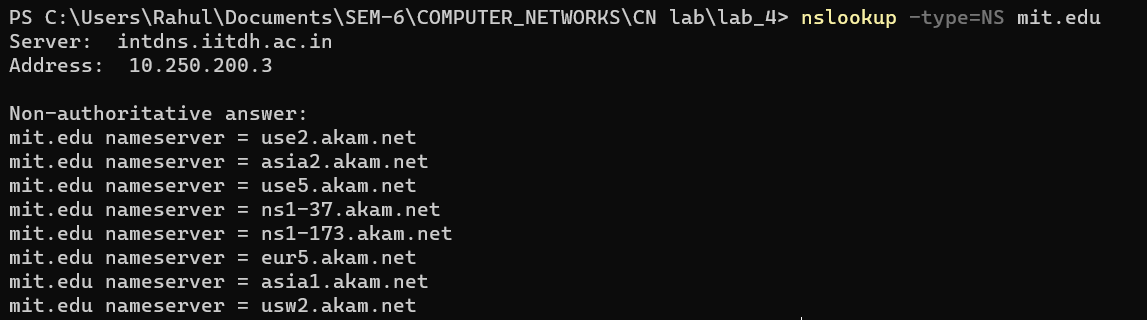 PS C:\Users\Rahul\Documents\SEM-6\COMPUTER_NETWORKS\CN lab\lab_4> nslookup -type=NS mit.edu
Server:  intdns.iitdh.ac.in
Address:  10.250.200.3

Non-authoritative answer:
mit.edu nameserver = use2.akam.net
mit.edu nameserver = asia2.akam.net
mit.edu nameserver = use5.akam.net
mit.edu nameserver = ns1-37.akam.net
mit.edu nameserver = ns1-173.akam.net
mit.edu nameserver = eur5.akam.net
mit.edu nameserver = asia1.akam.net
mit.edu nameserver = usw2.akam.net